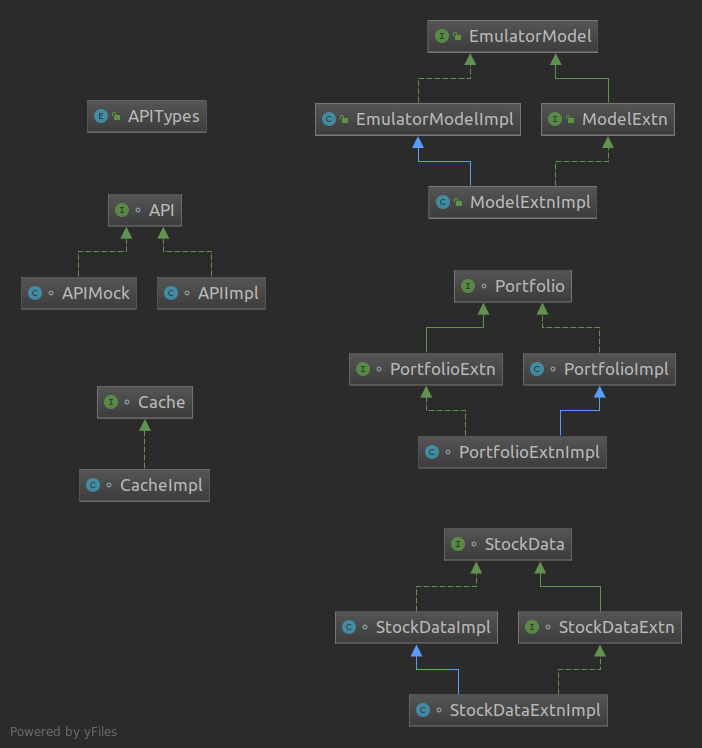 I EmulatorModel
E APITypes
C EmulatorModelImpl
I ModelExtn
C ModelExtnImpl
I API
C APIMock
C APIImpl
I Portfolio
I PortfolioExtn
C PortfolioImpl
C PortfolioExtnImpl
I Cache
C CacheImpl
I StockData
C StockDataImpl
I StockDataExtn
C StockDataExtnImpl
Powered by yFiles